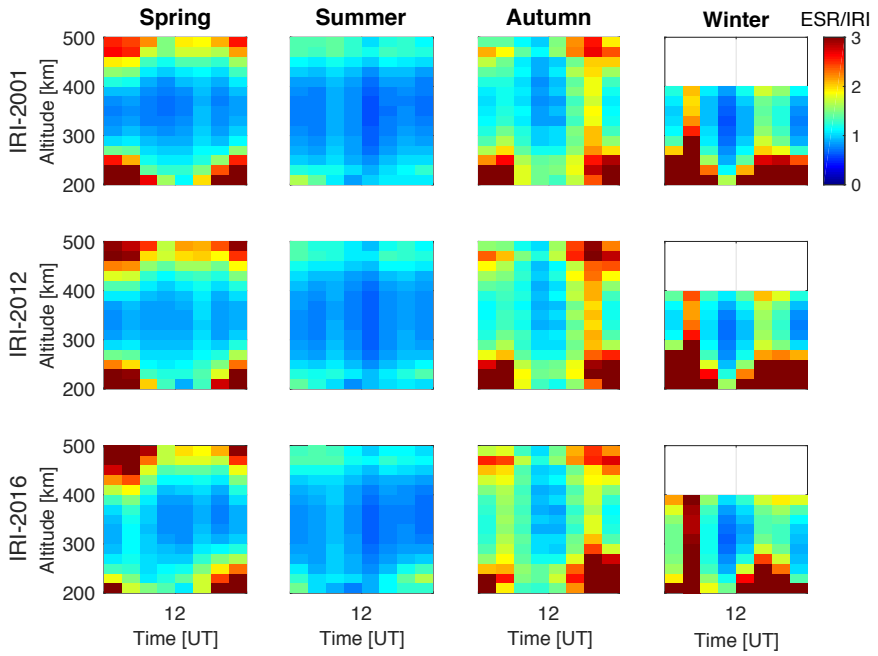 Spring Summer Autumn Winter ESR/IRI
IRI-2001
Altitude [km]
500
400
300
200
3
2
1
0
IRI-2012
Altitude [km]
500
400
300
200
IRI-2016
Altitude [km]
500
400
300
200
12 12 12 12
Time [UT] Time [UT] Time [UT] Time [UT]